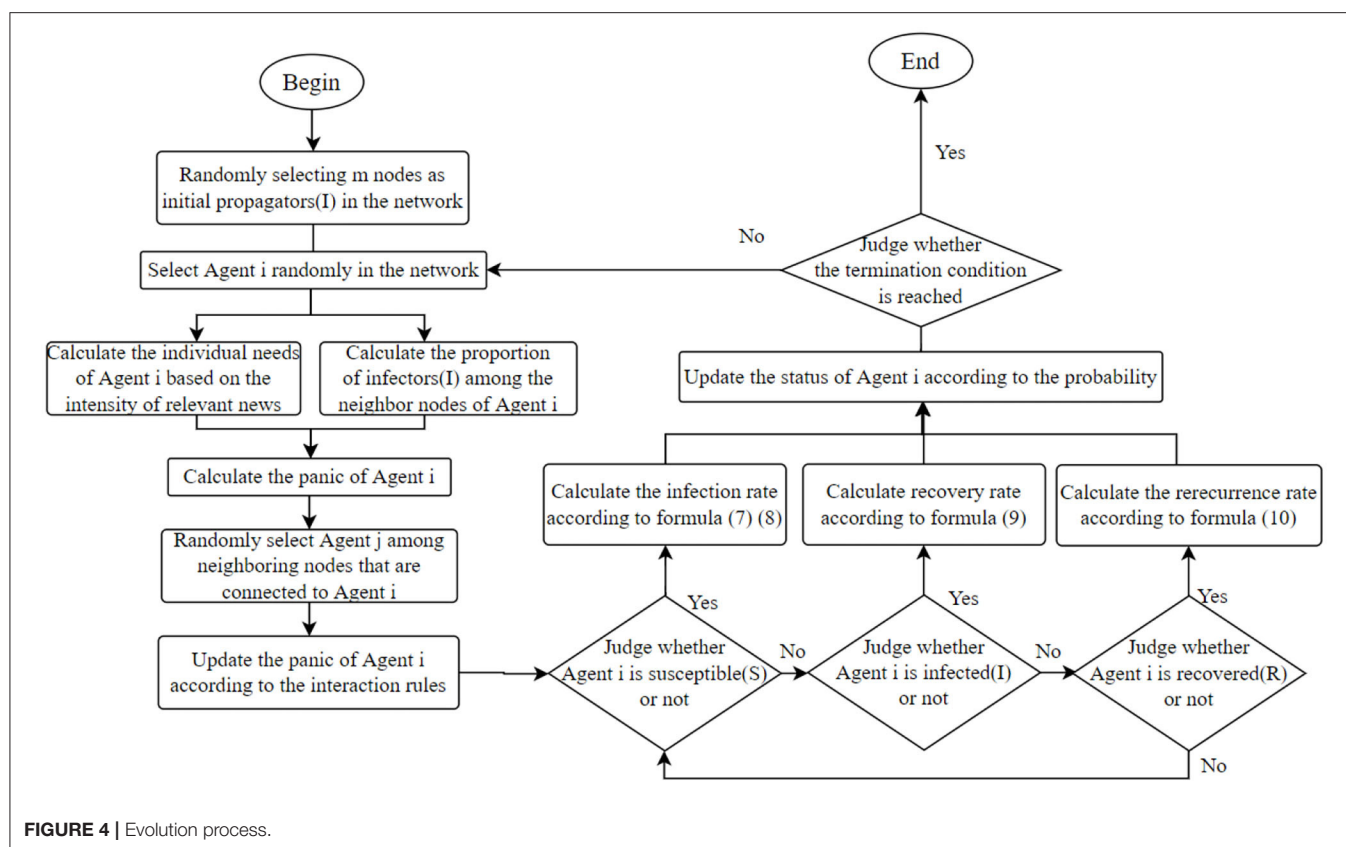 Begin
Randomly selecting m nodes as
initial propagators(I) in the network
Select Agent i randomly in the network
Calculate the individual needs
of Agent i based on the
intensity of relevant news
Calculate the proportion
of infectors(I) among the
neighbor nodes of Agent i
Calculate the panic of Agent i
Randomly select Agent j among
neighboring nodes that are
connected to Agent i
Update the panic of Agent i
according to the interaction rules
Judge whether
Agent i is susceptible(S)
or not
No
Judge whether
Agent i is infected(I)
or not
No
Judge whether
Agent i is recovered(R)
or not
No
Yes
Yes
Yes
Calculate the infection rate
according to formula (7) (8)
Calculate recovery rate
according to formula (9)
Calculate the rerecurrence rate
according to formula (10)
Update the status of Agent i according to the probability
Judge whether
the termination condition
is reached
No
Yes
End
FIGURE 4 | Evolution process.